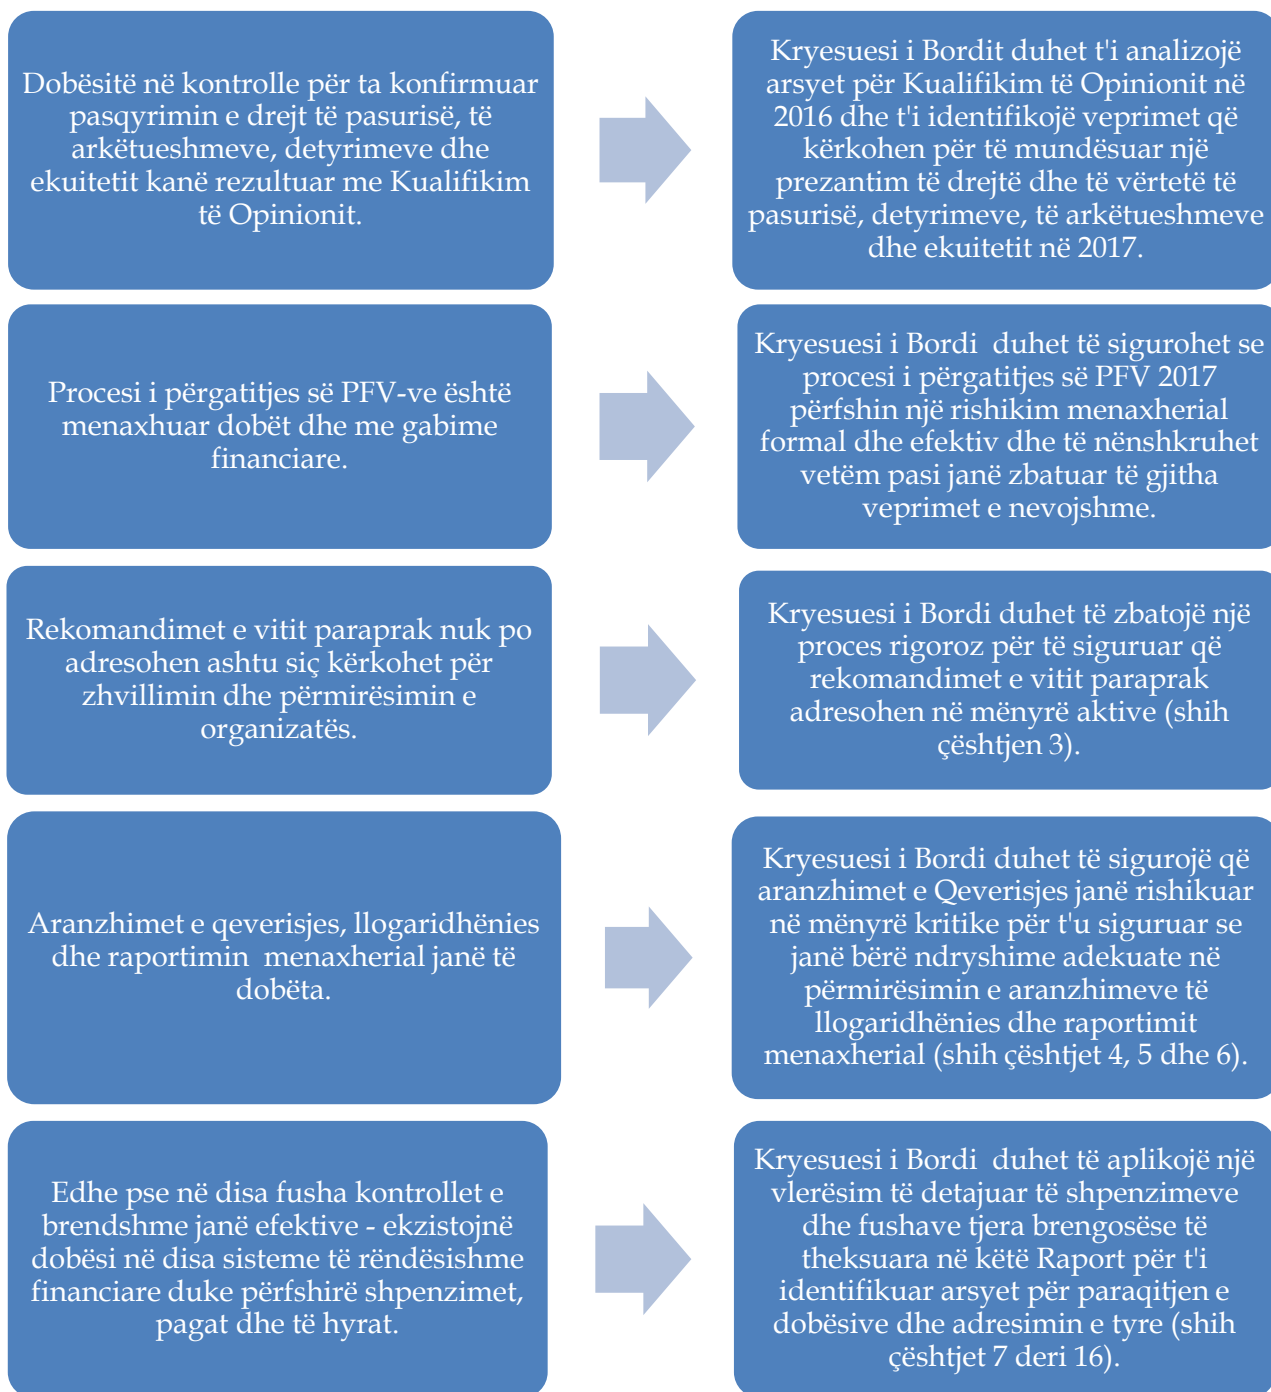 Dobësitë në kontrolle për ta konfirmuar
pasqyrimin e drejt të pasurisë, të
arkëtueshmeve, detyrimeve dhe
ekuitetit kanë rezultuar me Kualifikim
të Opinionit.
Kryesuesi i Bordit duhet t'i analizojë
arsyet për Kualifikim të Opinionit në
2016 dhe t'i identifikojë veprimet që
kërkohen për të mundësuar një
prezantim të drejtë dhe të vërtetë të
pasurisë, detyrimeve, të arkëtueshmeve
dhe ekuitetit në 2017.
Procesi i përgatitjes së PFV-ve është
menaxhuar dobët dhe me gabime
financiare.
Kryesuesi i Bordi  duhet të sigurohet se
procesi i përgatitjes së PFV 2017
përfshin një rishikim menaxherial
formal dhe efektiv dhe të nënshkruhet
vetëm pasi janë zbatuar të gjitha
veprimet e nevojshme.
Rekomandimet e vitit paraprak nuk po
adresohen ashtu siç kërkohet për
zhvillimin dhe përmirësimin e
organizatës.
Kryesuesi i Bordi duhet të zbatojë një
proces rigoroz për të siguruar që
rekomandimet e vitit paraprak
adresohen në mënyrë aktive (shih
çështjen 3).
Aranzhimet e qeverisjes, llogaridhënies
dhe raportimin  menaxherial janë të
dobëta.
Kryesuesi i Bordi duhet të sigurojë që
aranzhimet e Qeverisjes janë rishikuar
në mënyrë kritike për t'u siguruar se
janë bërë ndryshime adekuate në
përmirësimin e aranzhimeve të
llogaridhënies dhe raportimit
menaxherial (shih çështjet 4, 5 dhe 6).
Edhe pse në disa fusha kontrollet e
brendshme janë efektive - ekzistojnë
dobësi në disa sisteme të rëndësishme
financiare duke përfshirë shpenzimet,
pagat dhe të hyrat.
Kryesuesi i Bordi  duhet të aplikojë një
vlerësim të detajuar të shpenzimeve
dhe fushave tjera brengosëse të
theksuara në këtë Raport për t'i
identifikuar arsyet për paraqitjen e
dobësive dhe adresimin e tyre (shih
çështjet 7 deri 16).